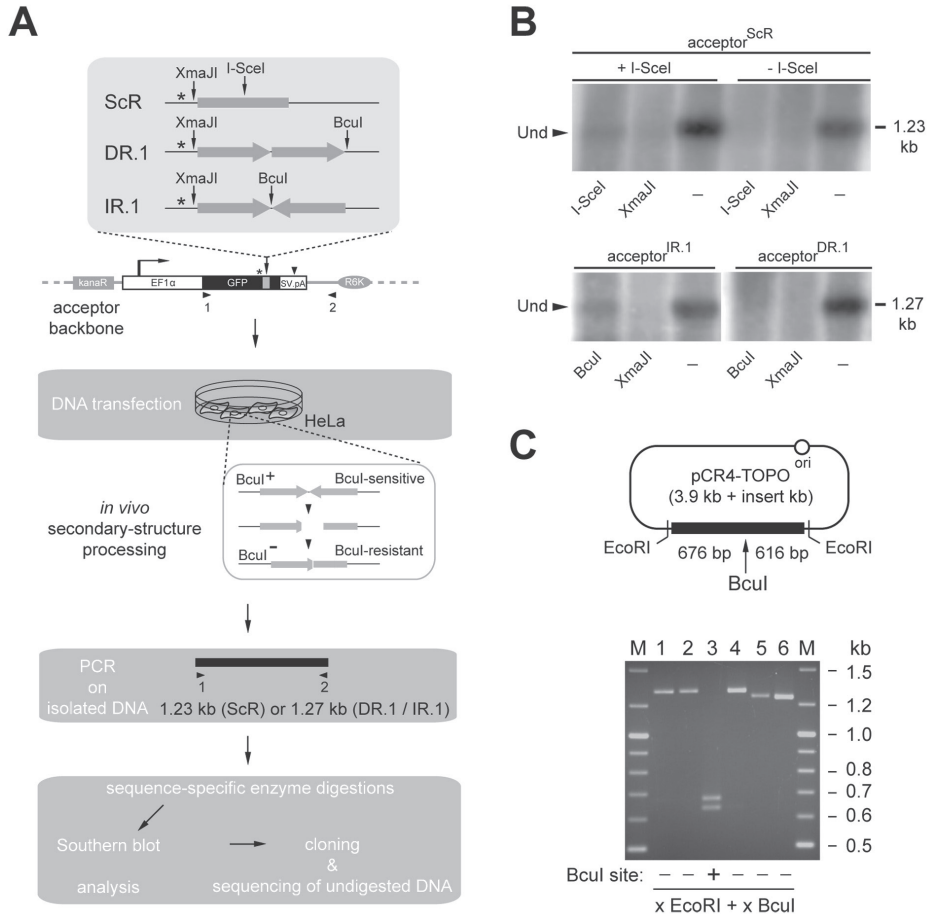 A
XmaJI
I-SceI
ScR
*
XmaJI
BcuI
DR.1
*
XmaJI
BcuI
IR.1
*
*
kanaR
EF1α
GFP
SV.pA
R6K
acceptor
backbone
1
2
DNA transfection
HeLa
in vivo
secondary-structure
processing
BcuI+
BcuI-sensitive
BcuI−
BcuI-resistant
PCR
on
isolated DNA
1
2
1.23 kb (ScR) or 1.27 kb (DR.1 / IR.1)
sequence-specific enzyme digestions
Southern blot
analysis
cloning
&
sequencing of undigested DNA
B
acceptorScR
+ I-SceI
- I-SceI
Und
1.23
kb
I-SceI
XmaJI
–
I-SceI
XmaJI
–
acceptorIR.1
acceptorDR.1
Und
1.27
kb
BcuI
XmaJI
–
BcuI
XmaJI
–
C
ori
pCR4-TOPO
(3.9 kb + insert kb)
EcoRI
EcoRI
676 bp
616 bp
BcuI
M 1 2 3 4 5 6 M kb
– 1.5
– 1.2
– 1.0
– 0.8
– 0.7
– 0.6
– 0.5
BcuI site: – – + – – –
x EcoRI + x BcuI